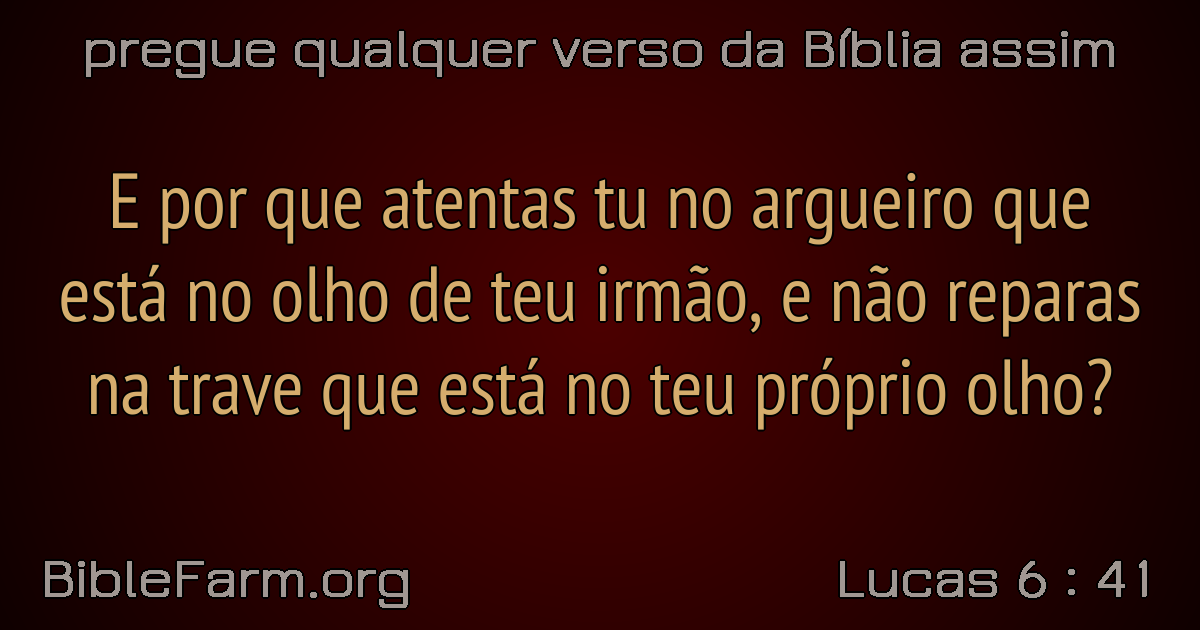 pregue qualquer verso da Bíblia assim
E por que atentas tu no argueiro que
está no olho de teu irmão, e não reparas
na trave que está no teu próprio olho?
BibleFarm.org
Lucas 6 : 41